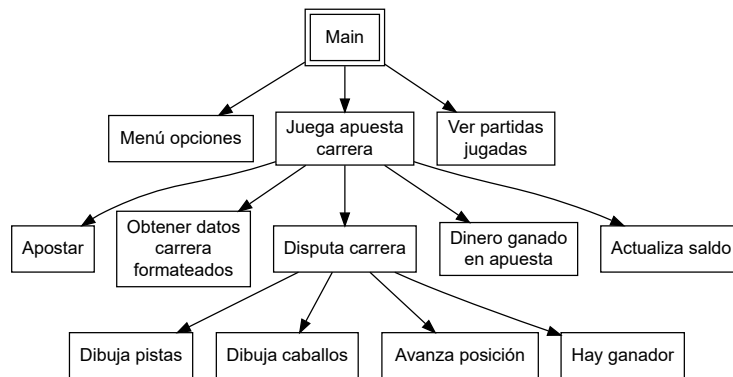 Main
Menú opciones
Juega apuesta
carrera
Ver partidas
jugadas
Apostar
Obtener datos
carrera
formateados
Disputa carrera
Dinero ganado
en apuesta
Actualiza saldo
Dibuja pistas
Dibuja caballos
Avanza posición
Hay ganador